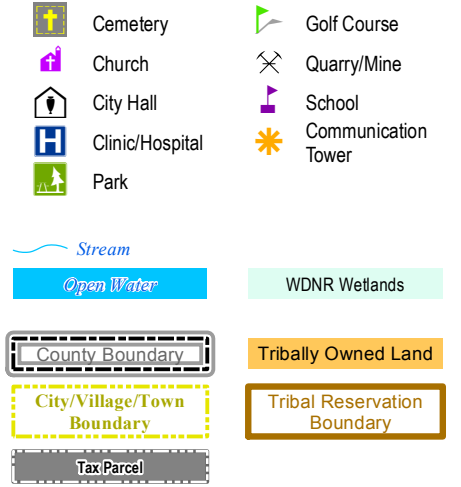 Cemetery
Church
City Hall
H
Clinic/Hospital
Park
Golf Course
Quarry/Mine
School
Communication
Tower
Stream
Open Water
WDNR Wetlands
County Boundary
Tribally Owned Land
City/Village/Town
Boundary
Tribal Reservation
Boundary
Tax Parcel